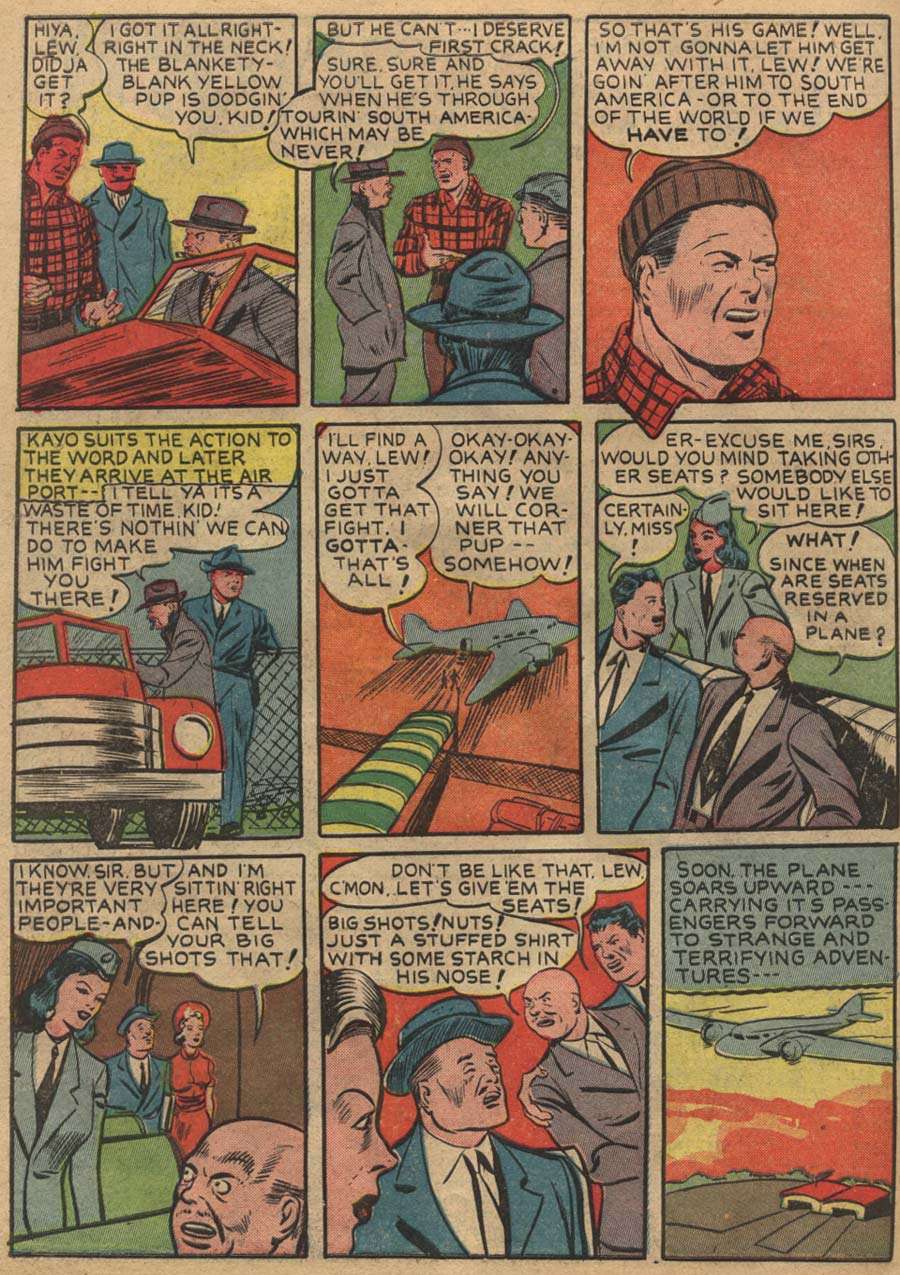 HIYA,
LEW.
DIDJA
GET
IT?
I GOT IT ALLRIGHT-
RIGHT IN THE NECK!
THE BLANKETY-
BLANK YELLOW
PUP IS DODGIN'
YOU, KID!
BUT HE CAN'T--I DESERVE
FIRST CRACK!
SURE, SURE AND
YOU'LL GET IT, HE SAYS
WHEN HE'S THROUGH
TOURIN' SOUTH AMERICA-
WHICH MAY BE
NEVER!
SO THAT'S HIS GAME! WELL,
I'M NOT GONNA LET HIM GET
AWAY WITH IT, LEW! WE'RE
GOIN' AFTER HIM TO SOUTH
AMERICA - OR TO THE END
OF THE WORLD IF WE
HAVE TO!
KAYO SUITS THE ACTION TO
THE WORD AND LATER
THEY ARRIVE AT THE AIR
PORT--
I TELL YA ITS A
WASTE OF TIME, KID!
THERE'S NOTHIN' WE CAN
DO TO MAKE
HIM FIGHT
YOU
THERE!
I'LL FIND A
WAY, LEW!
I JUST
GOTTA
GET THAT
FIGHT. I
GOTTA-
THAT'S
ALL!
OKAY-OKAY-
OKAY! ANY-
THING YOU
SAY! WE
WILL COR-
NER THAT
PUP--
SOMEHOW!
ER-EXCUSE ME, SIRS,
WOULD YOU MIND TAKING OTH-
ER SEATS? SOMEBODY ELSE
WOULD LIKE TO
SIT HERE!
CERTAIN-
LY, MISS
!
WHAT!
SINCE WHEN
ARE SEATS
RESERVED
IN A
PLANE?
I KNOW, SIR, BUT
THEY'RE VERY
IMPORTANT
PEOPLE-AND-
AND I'M
SITTIN' RIGHT
HERE! YOU
CAN TELL
YOUR BIG
SHOTS THAT!
DON'T BE LIKE THAT, LEW.
C'MON, LET'S GIVE 'EM THE
SEATS!
BIG SHOTS! NUTS!
JUST A STUFFED SHIRT
WITH SOME STARCH IN
HIS NOSE!
SOON, THE PLANE
SOARS UPWARD---
CARRYING IT'S PASS-
ENGERS FORWARD
TO STRANGE AND
TERRIFYING ADVEN-
TURES---